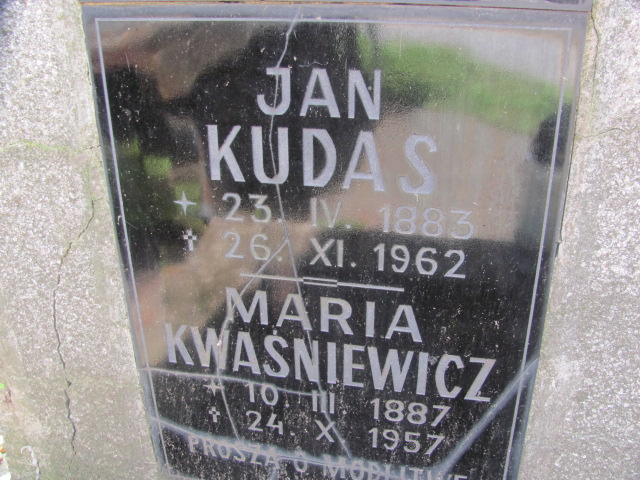 JAN
KUDAS
23. IV. 1883
✝ 26. XI. 1962
MARIA
KWAŚNIEWICZ
10 III 1887
✝ 24. X 1957
PROSZĄ O MODLITWĘ